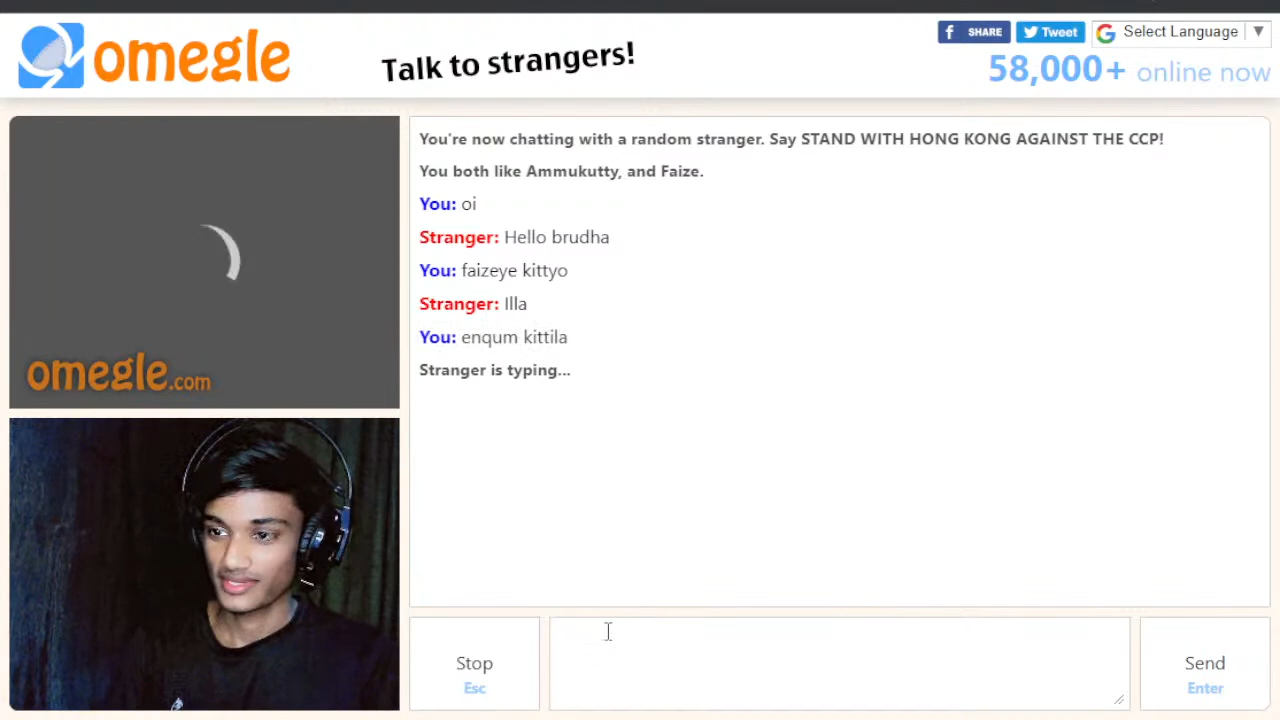 omegle
Talk to strangers!
SHARE
Tweet
Select Language
58,000+ online now
You're now chatting with a random stranger. Say STAND WITH HONG KONG AGAINST THE CCP!
You both like Ammukutty, and Faize.
You: oi
Stranger: Hello brudha
You: faizeye kittyo
Stranger: Illa
You: enqum kittila
Stranger is typing...
omegle.com
Stop
Esc
Send
Enter